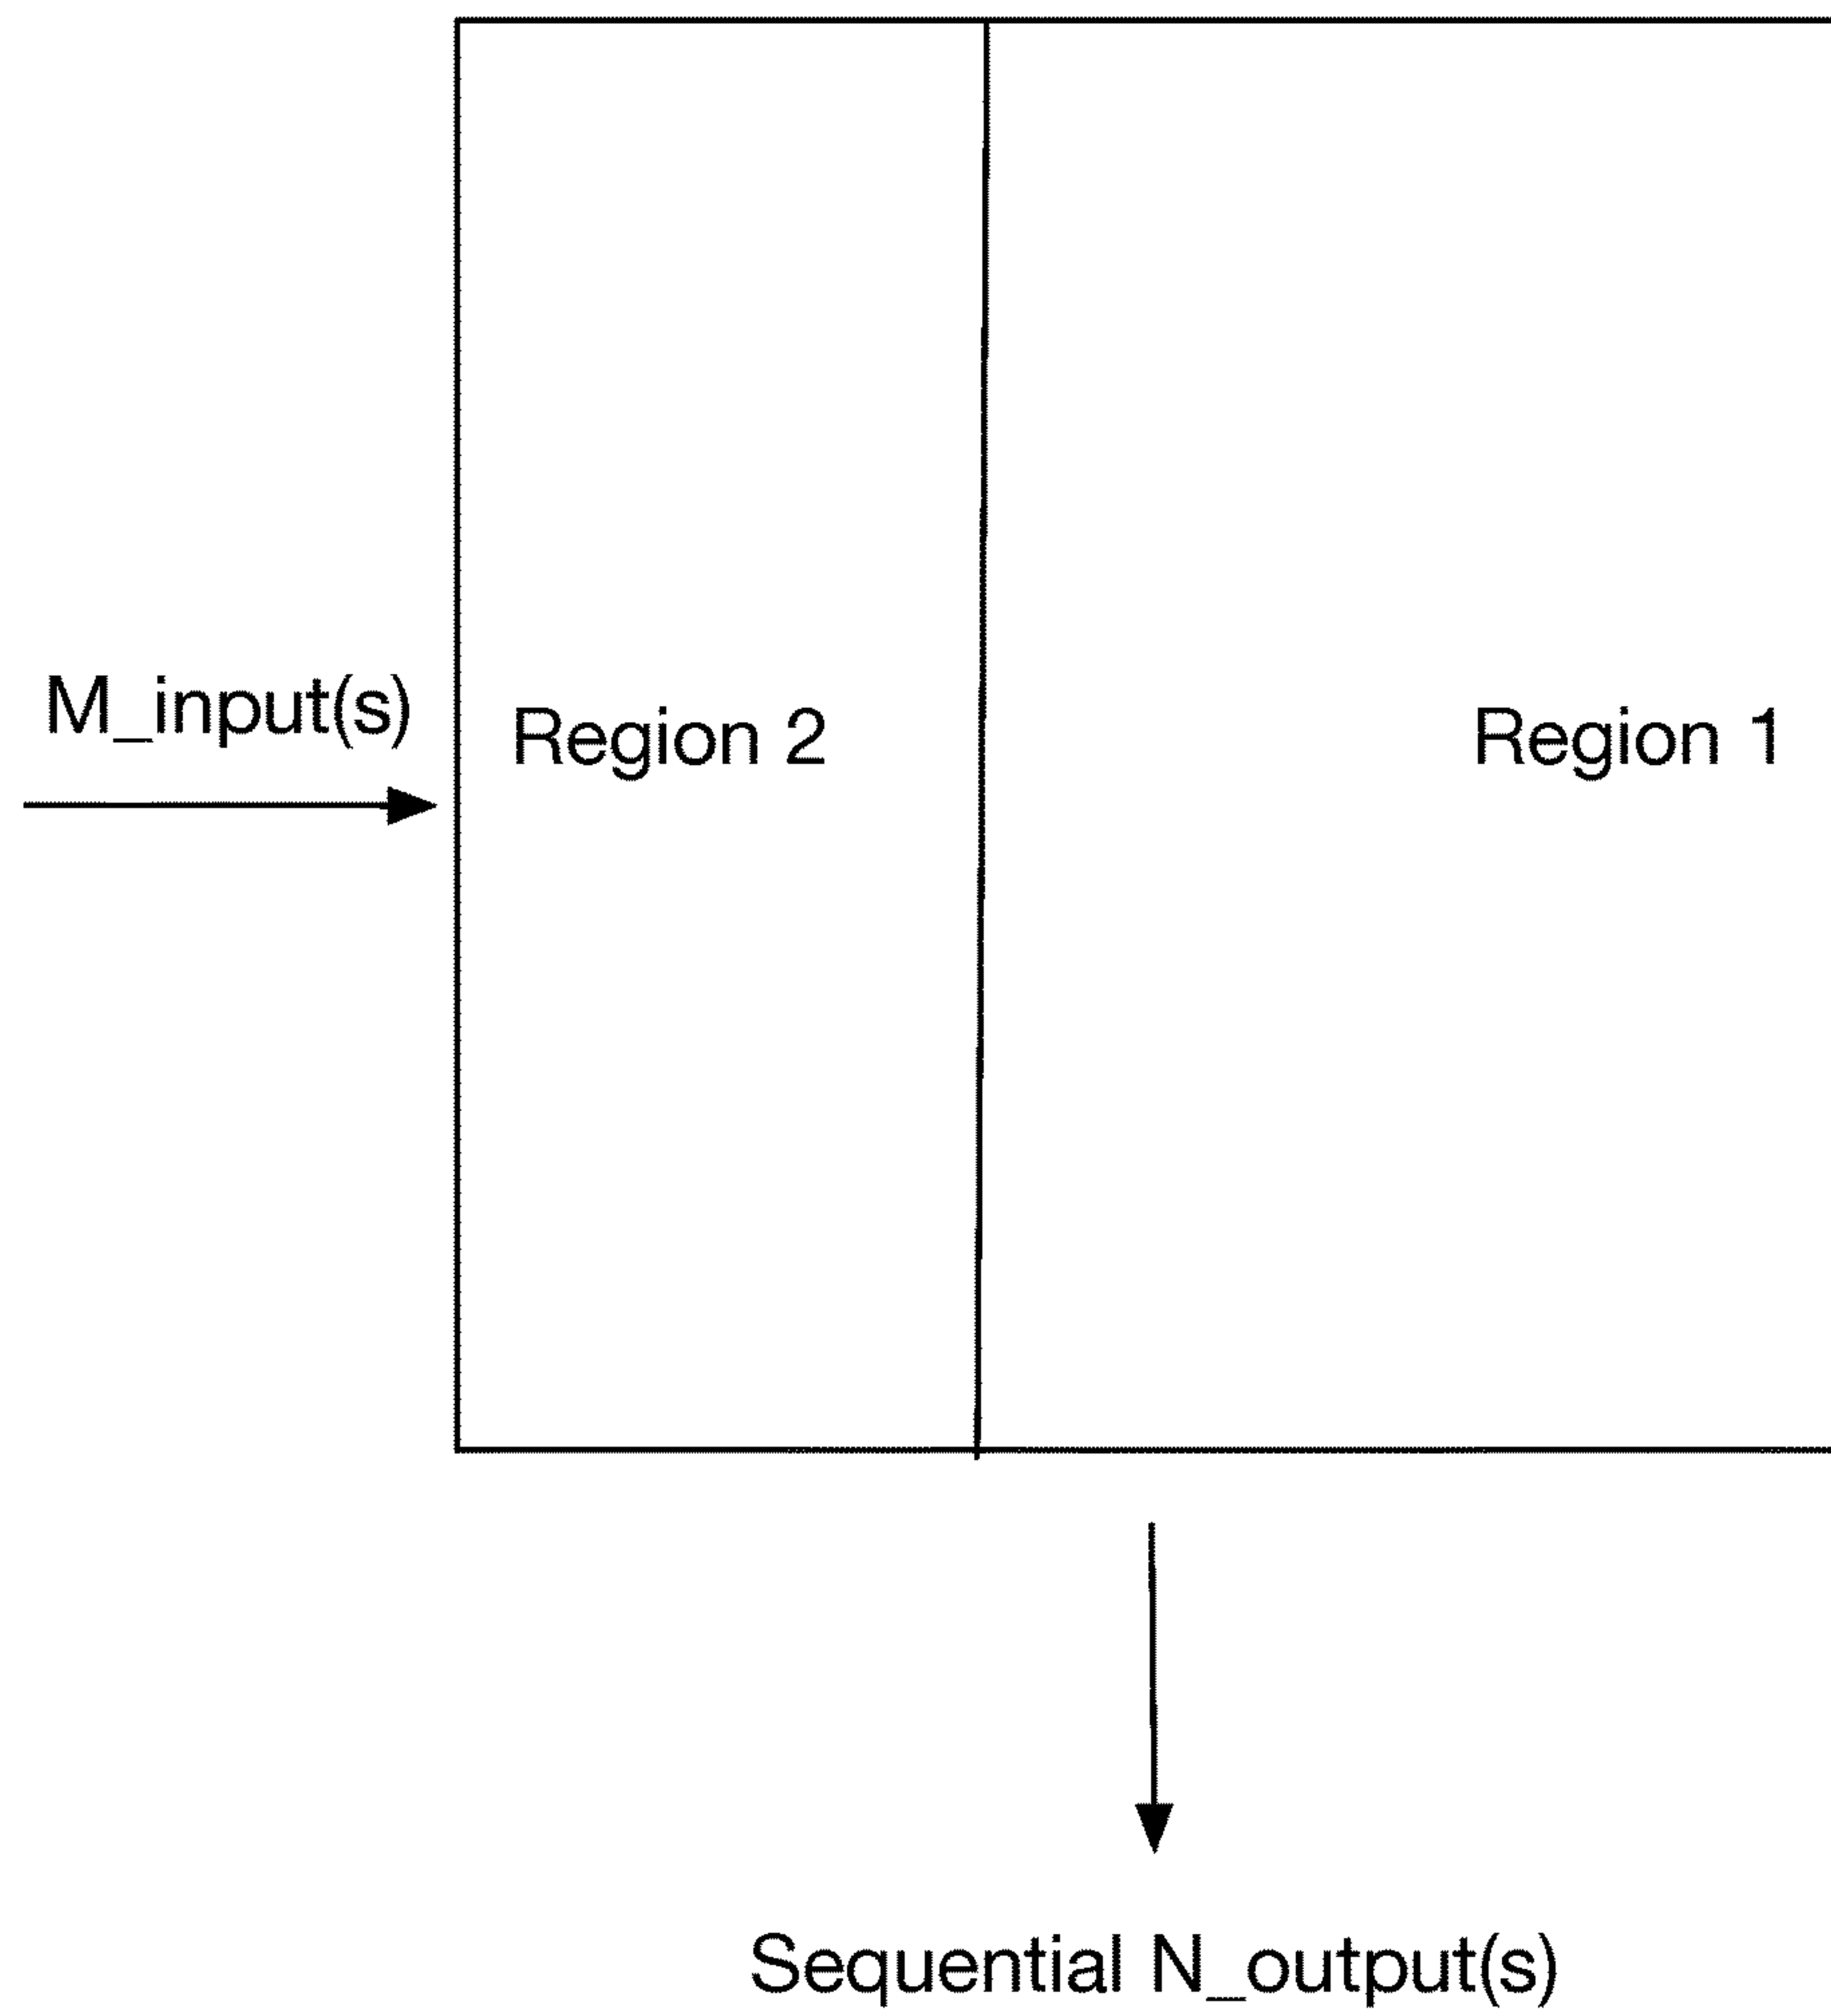 M_input(s)
Region 2
Region 1
Sequential N_output(s)